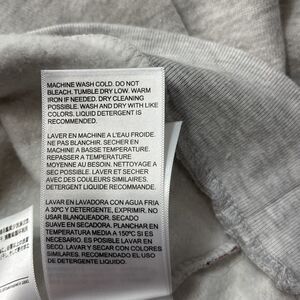 MACHINE WASH COLD. DO NOT
BLEACH. TUMBLE DRY LOW. WARM
IRON IF NEEDED. DRY CLEANING
POSSIBLE. WASH AND DRY WITH LIKE
COLORS. LIQUID DETERGENT IS
RECOMMENDED.
LAVER EN MACHINE A L'EAU FROIDE.
NE PAS BLANCHIR. SECHER EN
MACHINE A BASSE TEMPERATURE.
REPASSER A TEMPERATURE
MOYENNE AU BESOIN. NETTOYAGE A
SEC POSSIBLE. LAVER ET SECHER
AVEC DE COULEURS SIMILAIRES.
DETERGENT LIQUIDE RECOMMANDE.
LAVAR EN LAVADORA CON AGUA FRIA
A 30ºC Y DETERGENTE, EXPRIMIR. NO
USAR BLANQUEADOR. SECADO
SUAVE EN SECADORA. PLANCHAR EN
TEMPERATURA MEDIA A 150ºC SI ES
NECESARIO. ES POSIBLE LAVADO EN
SECO. LAVAR Y SECAR CON COLORES
SIMILARES. RECOMENDADO EL USO
DE DETERGENTE LIQUIDO.